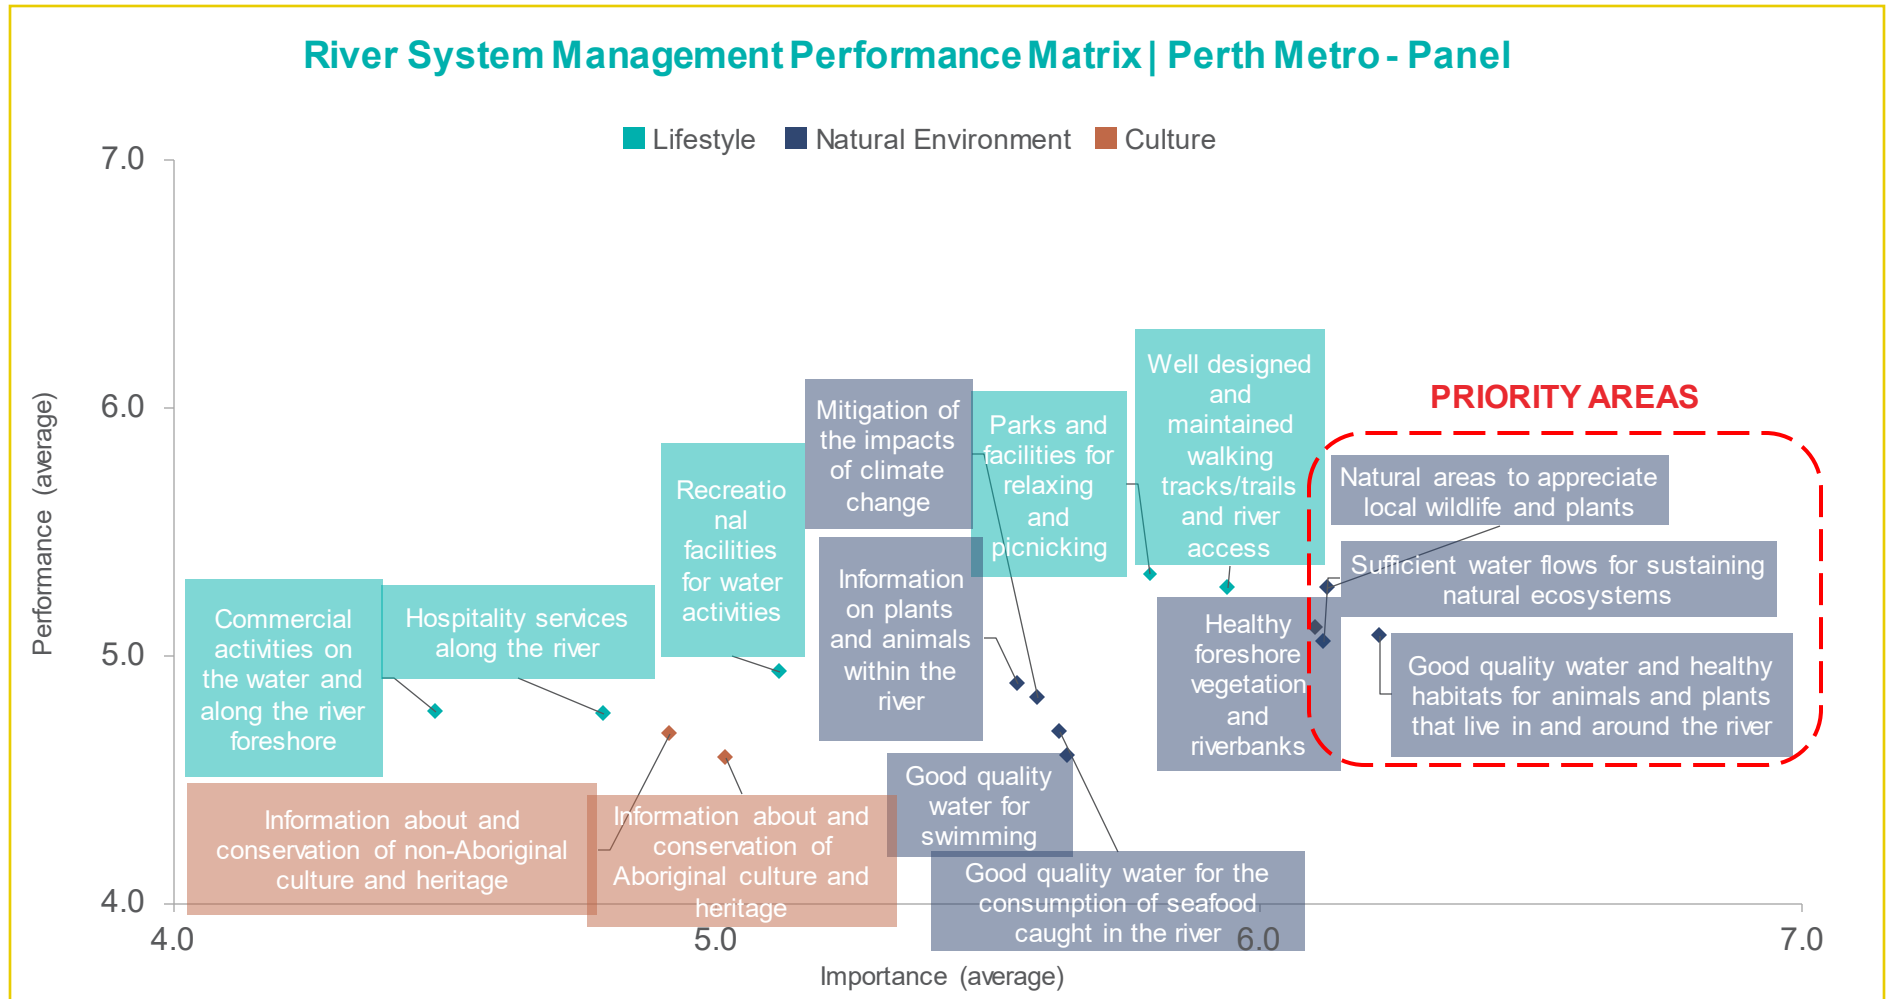 River System Management Performance Matrix | Perth Metro - Panel
Lifestyle
Natural Environment
Culture
7.0
6.0
5.0
4.0
Performance (average)
Commercial
activities on
the water and
along the river
foreshore
Hospitality services
along the river
Recreatio
nal
facilities
for water
activities
Mitigation of
the impacts
of climate
change
Parks and
facilities for
relaxing
and
picnicking
Well designed
and
maintained
walking
tracks/trails
and river
access
PRIORITY AREAS
Natural areas to appreciate
local wildlife and plants
Sufficient water flows for sustaining
natural ecosystems
Good quality water and healthy
habitats for animals and plants
that live in and around the river
Healthy
foreshore
vegetation
and
riverbanks
Information
on plants
and animals
within the
river
Good quality
water for
swimming
Good quality water for the
consumption of seafood
caught in the river
Information about and
conservation of non-Aboriginal
culture and heritage
Information about and
conservation of
Aboriginal culture and
heritage
4.0
5.0
6.0
7.0
Importance (average)